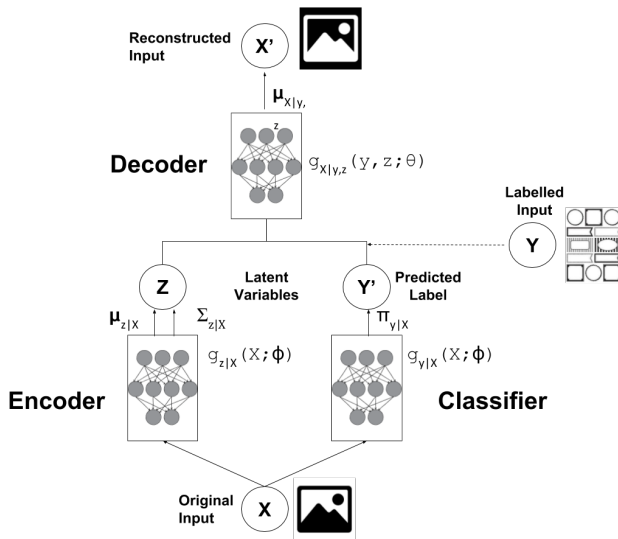 Reconstructed
Input
X'
μX|y,
z
Decoder
gX|y,z(y,z;θ)
Labelled
Input
Y
Z
Latent
Variables
Y'
Predicted
Label
μz|X
Σz|X
πy|X
gz|X(X;ϕ)
gy|X(X;ϕ)
Encoder
Classifier
Original
Input
X